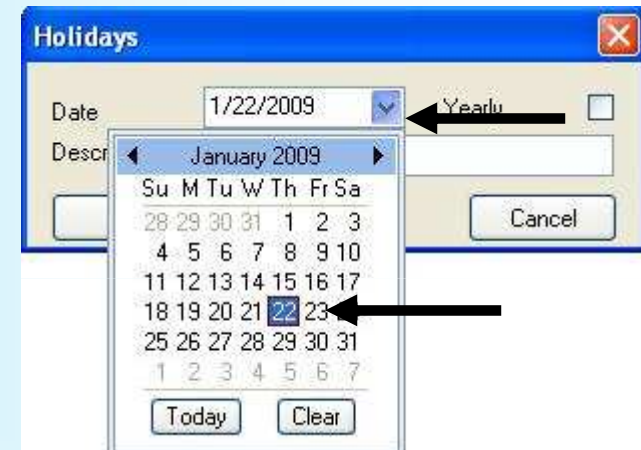 Holidays
Date 1/22/2009 Yearly
Descr
January 2009
Su M Tu W Th Fr Sa
28 29 30 31 1 2 3
4 5 6 7 8 9 10
11 12 13 14 15 16 17
18 19 20 21 22 23
25 26 27 28 29 30 31
1 2 3 4 5 6 7
Today Clear
Cancel